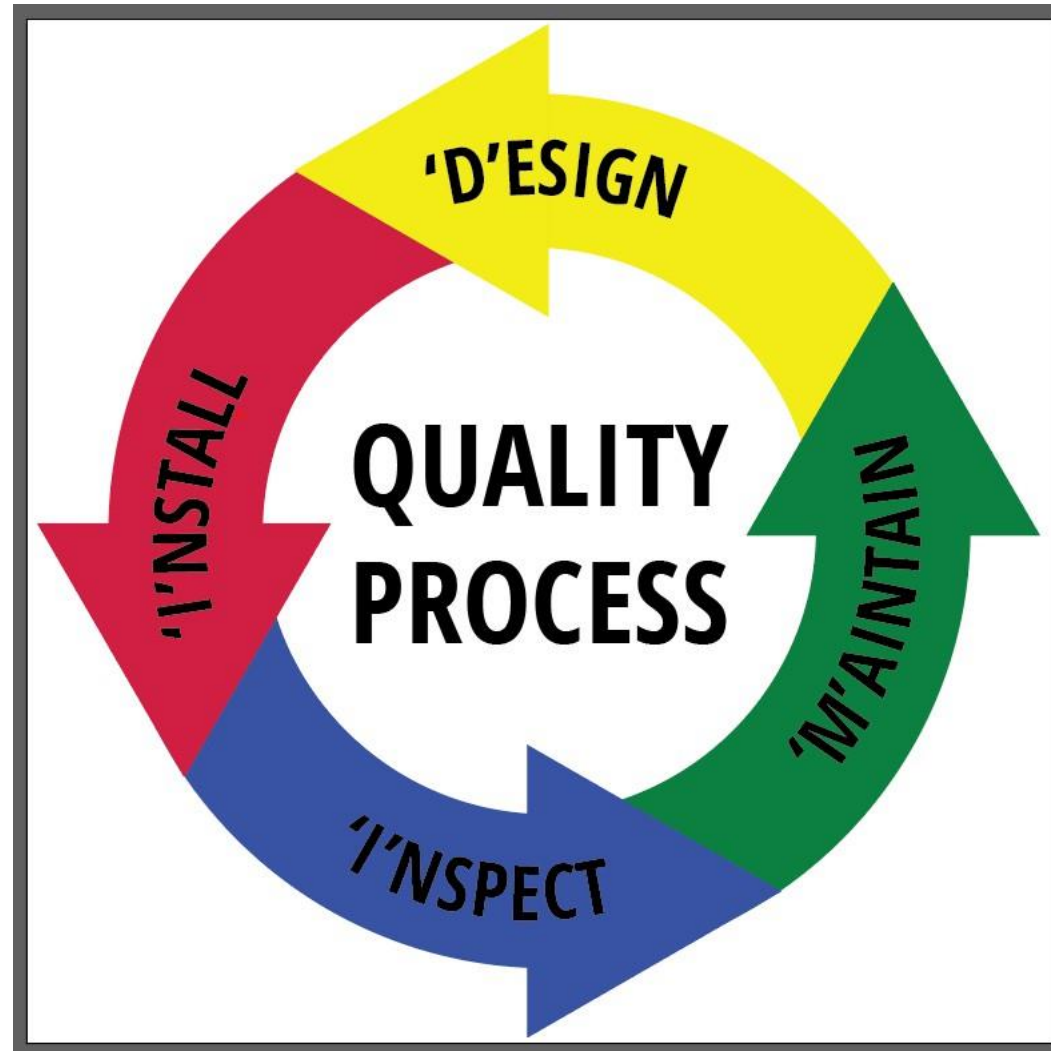 ‘D’ESIGN
‘I’NSTALL
QUALITY
PROCESS
‘M’AINTAIN
‘I’NSPECT